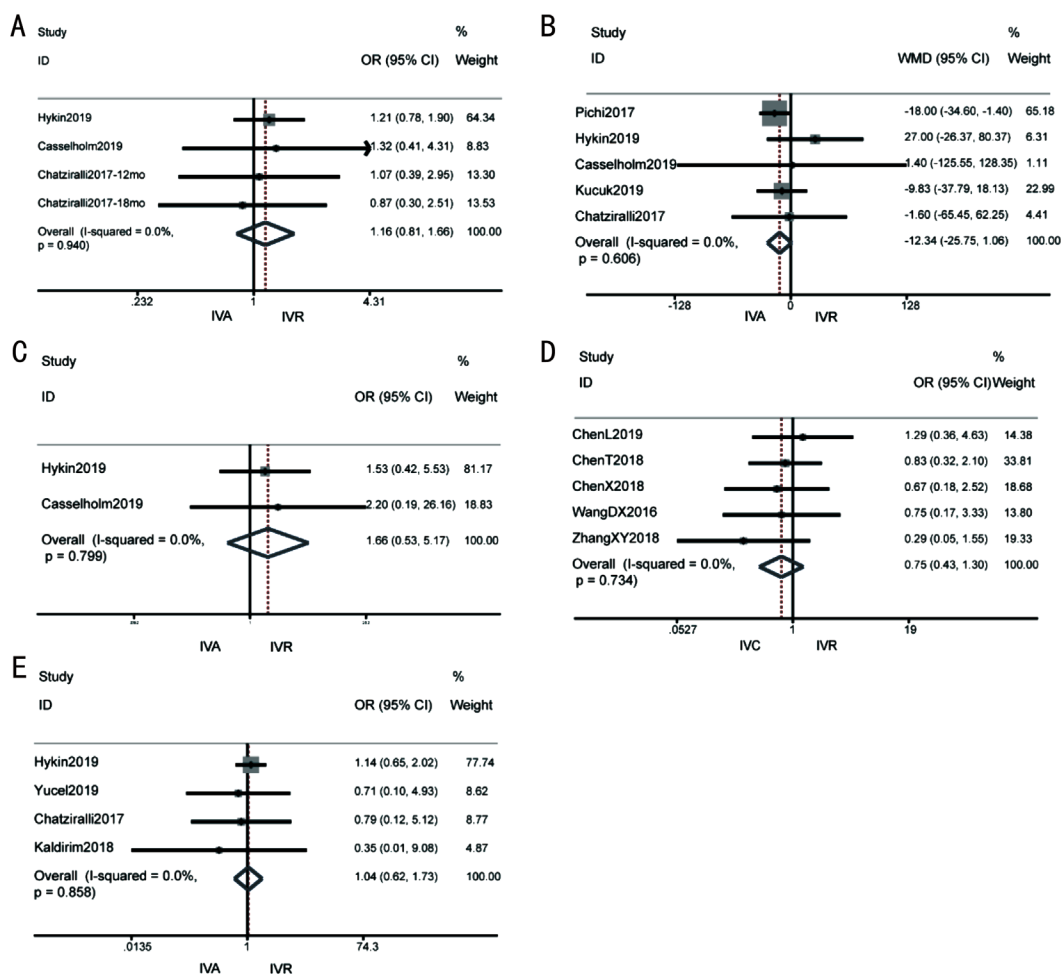 A
Study %
ID OR (95% CI) Weight
Hykin2019 1.21 (0.78, 1.90) 64.34
Casselholm2019 1.32 (0.41, 4.31) 8.83
Chatziralli2017-12mo 1.07 (0.39, 2.95) 13.30
Chatziralli2017-18mo 0.87 (0.30, 2.51) 13.53
Overall (I-squared = 0.0%, 1.16 (0.81, 1.66) 100.00
p = 0.940)
.232 1 4.31
IVA IVR
B
Study %
ID WMD (95% CI) Weight
Pichi2017 -18.00 (-34.60, -1.40) 65.18
Hykin2019 27.00 (-26.37, 80.37) 6.31
Casselholm2019 1.40 (-125.55, 128.35) 1.11
Kucuk2019 -9.83 (-37.79, 18.13) 22.99
Chatziralli2017 -1.60 (-65.45, 62.25) 4.41
Overall (I-squared = 0.0%, -12.34 (-25.75, 1.06) 100.00
p = 0.606)
-128 0 128
IVA IVR
C
Study %
ID OR (95% CI) Weight
Hykin2019 1.53 (0.42, 5.53) 81.17
Casselholm2019 2.20 (0.19, 26.16) 18.83
Overall (I-squared = 0.0%, 1.66 (0.53, 5.17) 100.00
p = 0.799)
1
IVA IVR
D
Study %
ID OR (95% CI) Weight
ChenL2019 1.29 (0.36, 4.63) 14.38
ChenT2018 0.83 (0.32, 2.10) 33.81
ChenX2018 0.67 (0.18, 2.52) 18.68
WangDX2016 0.75 (0.17, 3.33) 13.80
ZhangXY2018 0.29 (0.05, 1.55) 19.33
Overall (I-squared = 0.0%, 0.75 (0.43, 1.30) 100.00
p = 0.734)
.0527 1 19
IVC IVR
E
Study %
ID OR (95% CI) Weight
Hykin2019 1.14 (0.65, 2.02) 77.74
Yucel2019 0.71 (0.10, 4.93) 8.62
Chatziralli2017 0.79 (0.12, 5.12) 8.77
Kaldirim2018 0.35 (0.01, 9.08) 4.87
Overall (I-squared = 0.0%, 1.04 (0.62, 1.73) 100.00
p = 0.858)
.0135 1 74.3
IVA IVR